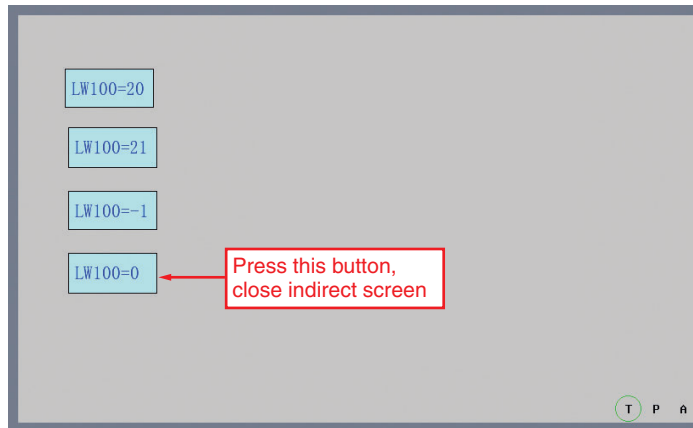 LW100=20
LW100=21
LW100=-1
LW100=0
Press this button,
close indirect screen
T P A